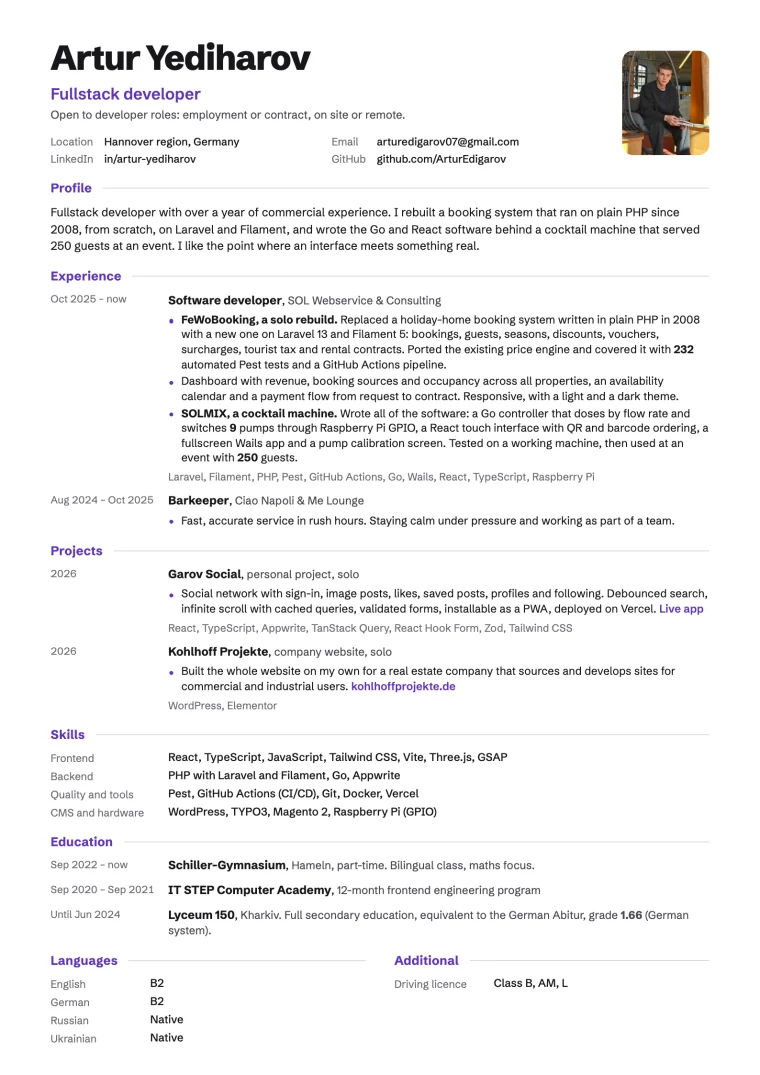 Artur Yediharov
Fullstack developer
Open to developer roles: employment or contract, on site or remote.
Location Hannover region, Germany Email arturedigarov07@gmail.com
LinkedIn in/artur-yediharov GitHub github.com/ArturEdigarov
Profile
Fullstack developer with over a year of commercial experience. I rebuilt a booking system that ran on plain PHP since
2008, from scratch, on Laravel and Filament, and wrote the Go and React software behind a cocktail machine that served
250 guests at an event. I like the point where an interface meets something real.
Experience
Oct 2025 – now Software developer, SOL Webservice & Consulting
• FeWoBooking, a solo rebuild. Replaced a holiday-home booking system written in plain PHP in 2008
with a new one on Laravel 13 and Filament 5: bookings, guests, seasons, discounts, vouchers,
surcharges, tourist tax and rental contracts. Ported the existing price engine and covered it with 232
automated Pest tests and a GitHub Actions pipeline.
• Dashboard with revenue, booking sources and occupancy across all properties, an availability
calendar and a payment flow from request to contract. Responsive, with a light and a dark theme.
• SOLMIX, a cocktail machine. Wrote all of the software: a Go controller that doses by flow rate and
switches 9 pumps through Raspberry Pi GPIO, a React touch interface with QR and barcode ordering, a
fullscreen Wails app and a pump calibration screen. Tested on a working machine, then used at an
event with 250 guests.
Laravel, Filament, PHP, Pest, GitHub Actions, Go, Wails, React, TypeScript, Raspberry Pi
Aug 2024 – Oct 2025 Barkeeper, Ciao Napoli & Me Lounge
• Fast, accurate service in rush hours. Staying calm under pressure and working as part of a team.
Projects
2026 Garov Social, personal project, solo
• Social network with sign-in, image posts, likes, saved posts, profiles and following. Debounced search,
infinite scroll with cached queries, validated forms, installable as a PWA, deployed on Vercel. Live app
React, TypeScript, Appwrite, TanStack Query, React Hook Form, Zod, Tailwind CSS
2026 Kohlhoff Projekte, company website, solo
• Built the whole website on my own for a real estate company that sources and develops sites for
commercial and industrial users. kohlhoffprojekte.de
WordPress, Elementor
Skills
Frontend React, TypeScript, JavaScript, Tailwind CSS, Vite, Three.js, GSAP
Backend PHP with Laravel and Filament, Go, Appwrite
Quality and tools Pest, GitHub Actions (CI/CD), Git, Docker, Vercel
CMS and hardware WordPress, TYPO3, Magento 2, Raspberry Pi (GPIO)
Education
Sep 2022 – now Schiller-Gymnasium, Hameln, part-time. Bilingual class, maths focus.
Sep 2020 – Sep 2021 IT STEP Computer Academy, 12-month frontend engineering program
Until Jun 2024 Lyceum 150, Kharkiv. Full secondary education, equivalent to the German Abitur, grade 1.66 (German
system).
Languages
English B2
German B2
Russian Native
Ukrainian Native
Additional
Driving licence Class B, AM, L